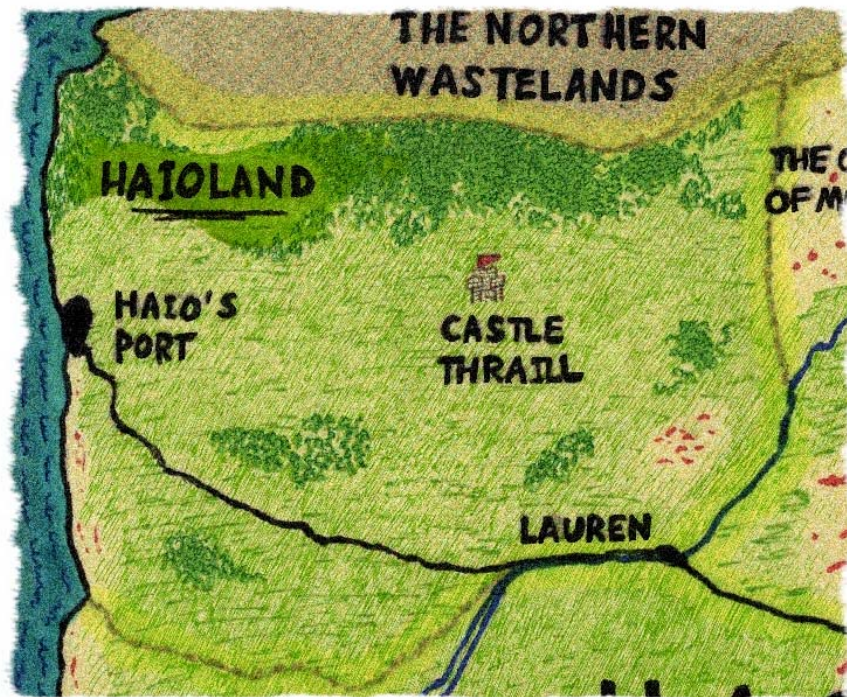 THE NORTHERN
WASTELANDS
HAIOLAND
THE
OF
HAIO'S
PORT
CASTLE
THRAILL
LAUREN